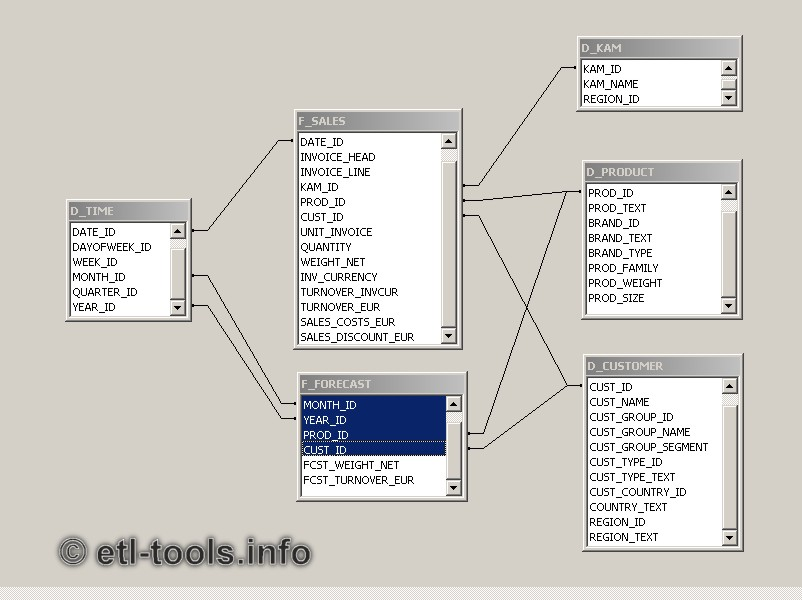 D_KAM
KAM_ID
KAM_NAME
REGION_ID
F_SALES
DATE_ID
INVOICE_HEAD
INVOICE_LINE
KAM_ID
PROD_ID
CUST_ID
UNIT_INVOICE
QUANTITY
WEIGHT_NET
INV_CURRENCY
TURNOVER_INVCUR
TURNOVER_EUR
SALES_COSTS_EUR
SALES_DISCOUNT_EUR
D_PRODUCT
PROD_ID
PROD_TEXT
BRAND_ID
BRAND_TEXT
BRAND_TYPE
PROD_FAMILY
PROD_WEIGHT
PROD_SIZE
D_TIME
DATE_ID
DAYOFWEEK_ID
WEEK_ID
MONTH_ID
QUARTER_ID
YEAR_ID
F_FORECAST
MONTH_ID
YEAR_ID
PROD_ID
CUST_ID
FCST_WEIGHT_NET
FCST_TURNOVER_EUR
D_CUSTOMER
CUST_ID
CUST_NAME
CUST_GROUP_ID
CUST_GROUP_NAME
CUST_GROUP_SEGMENT
CUST_TYPE_ID
CUST_TYPE_TEXT
CUST_COUNTRY_ID
COUNTRY_TEXT
REGION_ID
REGION_TEXT
© etl-tools.info